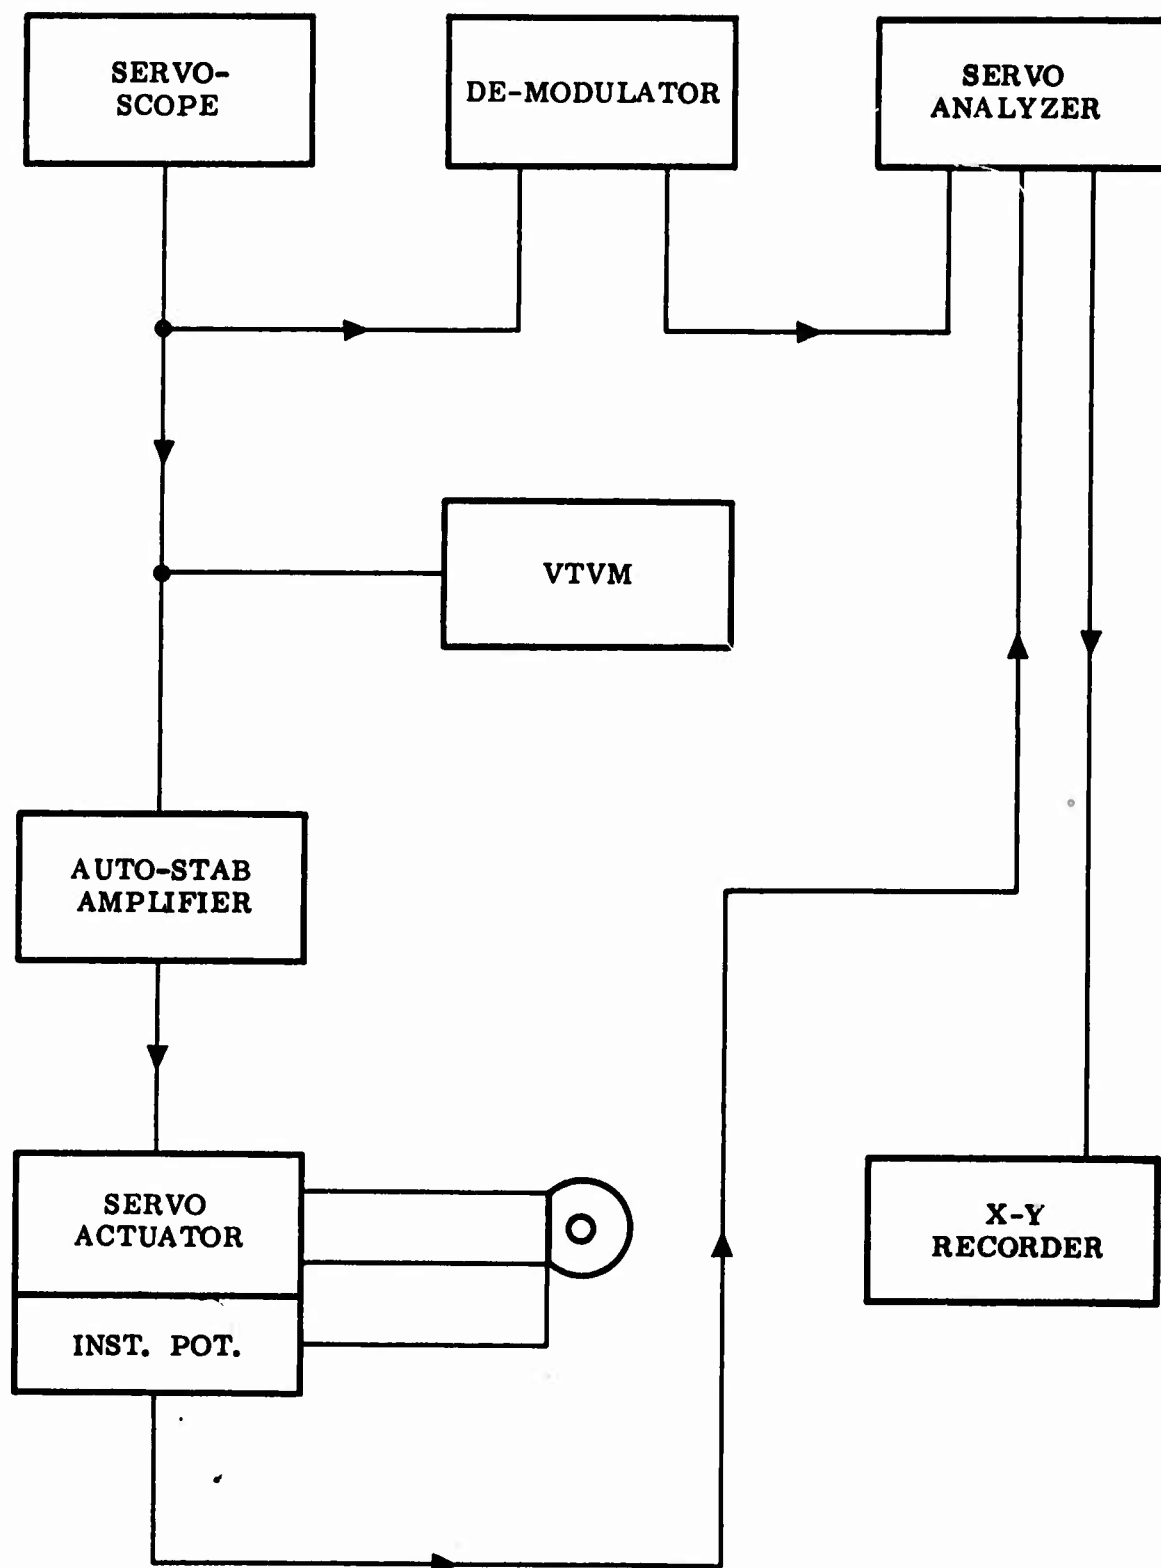 SERVO-
SCOPE
DE-MODULATOR
SERVO
ANALYZER
VTVM
AUTO-STAB
AMPLIFIER
SERVO
ACTUATOR
INST. POT.
X-Y
RECORDER